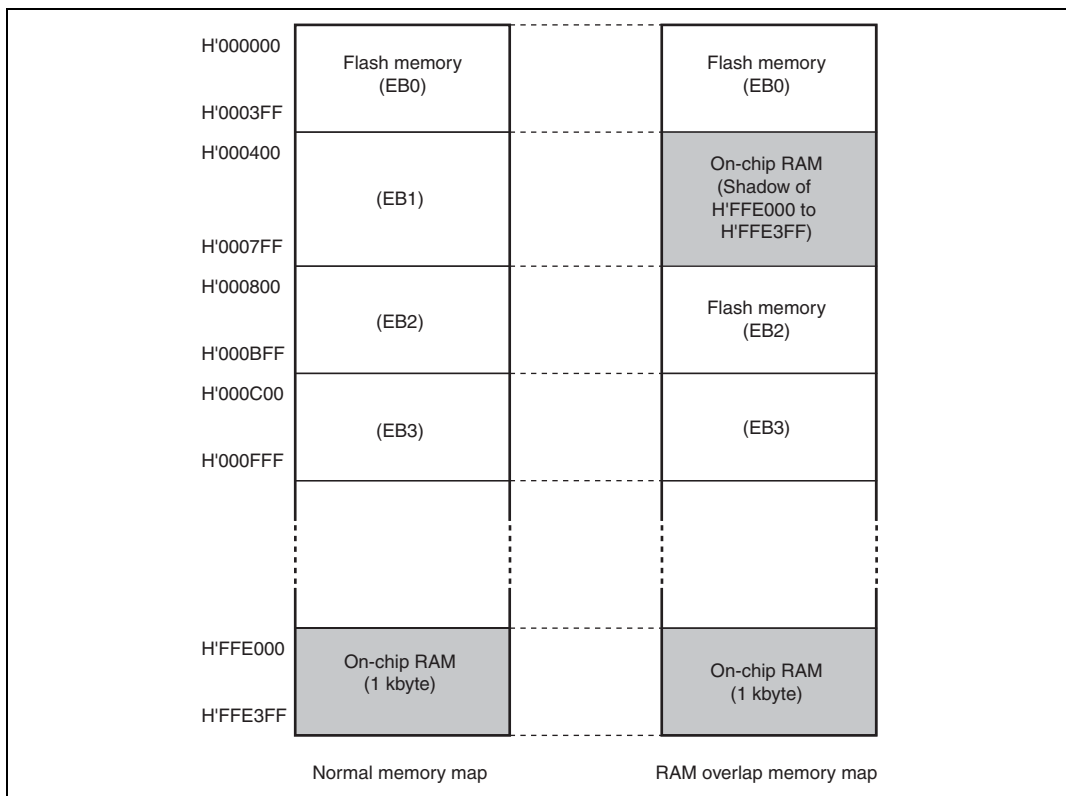 H'000000
Flash memory
(EB0)
Flash memory
(EB0)
H'0003FF
H'000400
(EB1)
On-chip RAM
(Shadow of
H'FFE000 to
H'FFE3FF)
H'0007FF
H'000800
(EB2)
Flash memory
(EB2)
H'000BFF
H'000C00
(EB3)
(EB3)
H'000FFF
H'FFE000
On-chip RAM
(1 kbyte)
On-chip RAM
(1 kbyte)
H'FFE3FF
Normal memory map
RAM overlap memory map